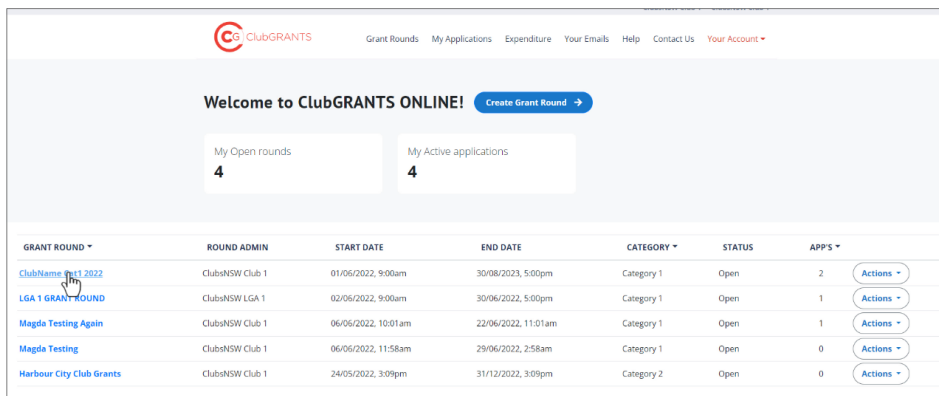 CG ClubGRANTS
Grant Rounds My Applications Expenditure Your Emails Help Contact Us Your Account
Welcome to ClubGRANTS ONLINE! Create Grant Round →
My Open rounds My Active applications
4 4
GRANT ROUND ROUND ADMIN START DATE END DATE CATEGORY STATUS APP'S
ClubName 2022 ClubsNSW Club 1 01/06/2022, 9:00am 30/08/2023, 5:00pm Category 1 Open 2 Actions
LGA 1 GRANT ROUND ClubsNSW LGA 1 02/06/2022, 9:00am 30/06/2022, 5:00pm Category 1 Open 1 Actions
Magda Testing Again ClubsNSW Club 1 06/06/2022, 10:01am 22/06/2022, 11:01am Category 1 Open 1 Actions
Magda Testing ClubsNSW Club 1 06/06/2022, 11:58am 29/06/2022, 2:58am Category 1 Open 0 Actions
Harbour City Club Grants ClubsNSW Club 1 24/05/2022, 3:09pm 31/12/2022, 3:09pm Category 2 Open 0 Actions